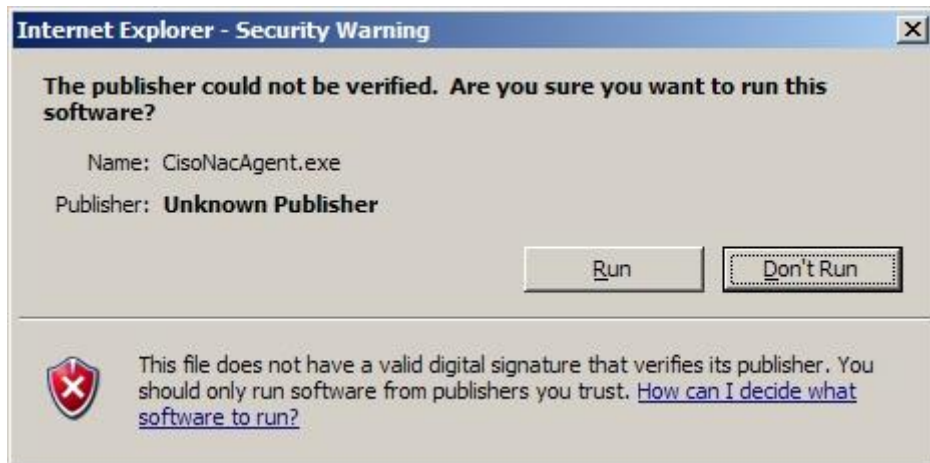 Internet Explorer - Security Warning
The publisher could not be verified. Are you sure you want to run this
software?
Name: CisoNacAgent.exe
Publisher: Unknown Publisher
Run
Don't Run
This file does not have a valid digital signature that verifies its publisher. You
should only run software from publishers you trust. How can I decide what
software to run?